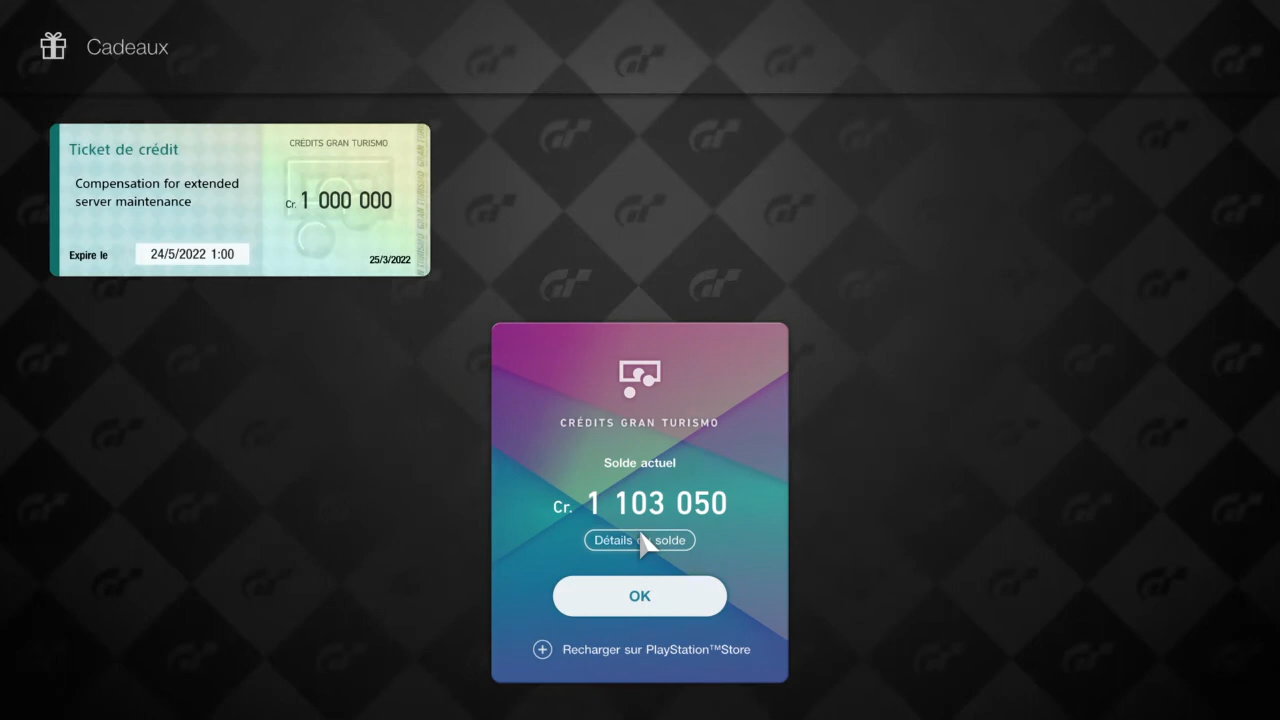 Cadeaux
Ticket de crédit
Compensation for extended
server maintenance
Expire le 24/5/2022 1:00
CRÉDITS GRAN TURISMO
Cr. 1 000 000
25/3/2022
CRÉDITS GRAN TURISMO
Solde actuel
Cr. 1 103 050
Détails solde
OK
Recharger sur PlayStation™Store